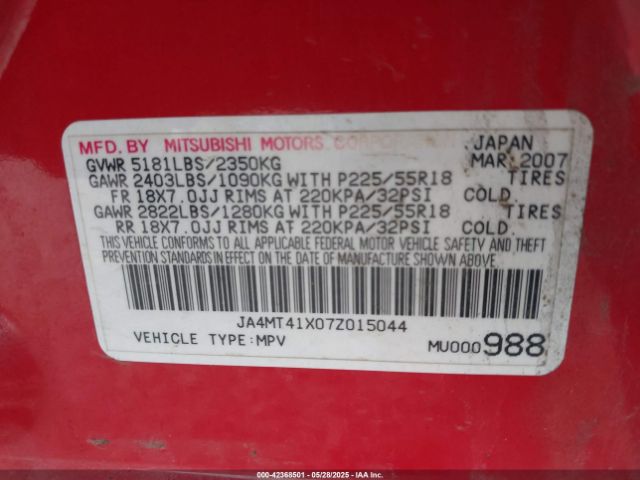 MFD. BY MITSUBISHI MOTORS CORPORATION JAPAN
GVWR 5181LBS/2350KG MAR.2007
GAWR 2403LBS/1090KG WITH P225/55R18 TIRES
FR 18X7.0JJ RIMS AT 220KPA/32PSI COLD.
GAWR 2822LBS/1280KG WITH P225/55R18 TIRES
RR 18X7.0JJ RIMS AT 220KPA/32PSI COLD.
THIS VEHICLE CONFORMS TO ALL APPLICABLE FEDERAL MOTOR VEHICLE SAFETY AND THEFT
PREVENTION STANDARDS IN EFFECT ON THE DATE OF MANUFACTURE SHOWN ABOVE.
JA4MT41X07Z015044
VEHICLE TYPE:MPV MU000988
000-42368501 - 05/28/2025 - IAA Inc.